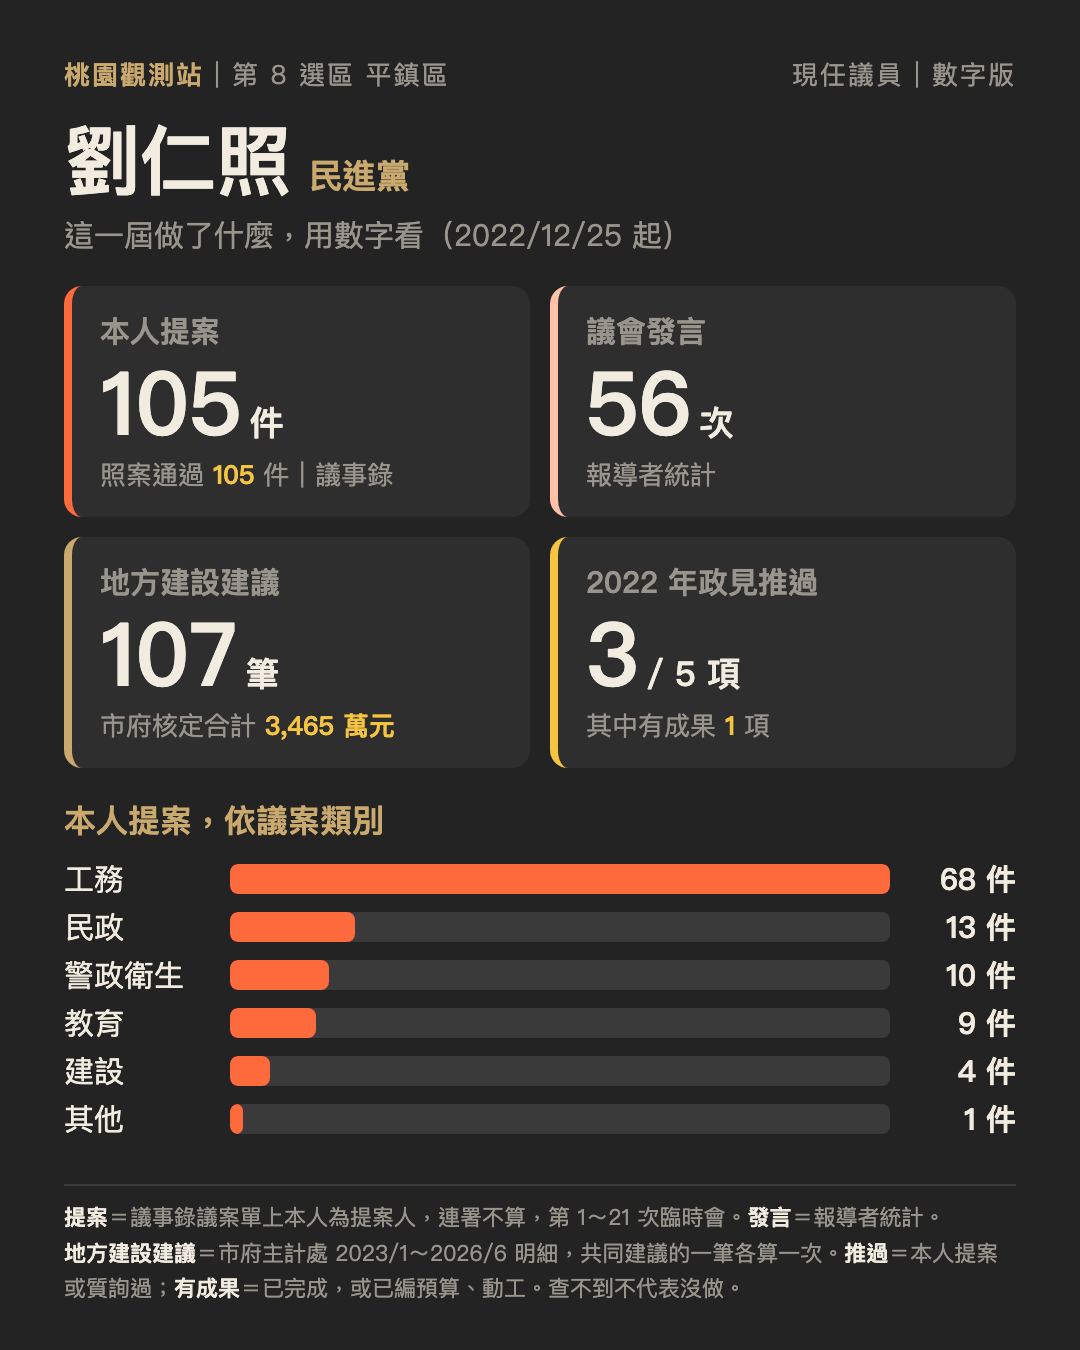 桃園觀測站｜第 8 選區 平鎮區
現任議員｜數字版
劉仁照 民進黨
這一屆做了什麼，用數字看（2022/12/25 起）
本人提案
105 件
照案通過 105 件｜議事錄
議會發言
56 次
報導者統計
地方建設建議
107 筆
市府核定合計 3,465 萬元
2022 年政見推過
3 / 5 項
其中有成果 1 項
本人提案，依議案類別
工務 68 件
民政 13 件
警政衛生 10 件
教育 9 件
建設 4 件
其他 1 件
提案＝議事錄議案單上本人為提案人，連署不算，第 1～21 次臨時會。發言＝報導者統計。
地方建設建議＝市府主計處 2023/1～2026/6 明細，共同建議的一筆各算一次。推過＝本人提案
或質詢過；有成果＝已完成，或已編預算、動工。查不到不代表沒做。